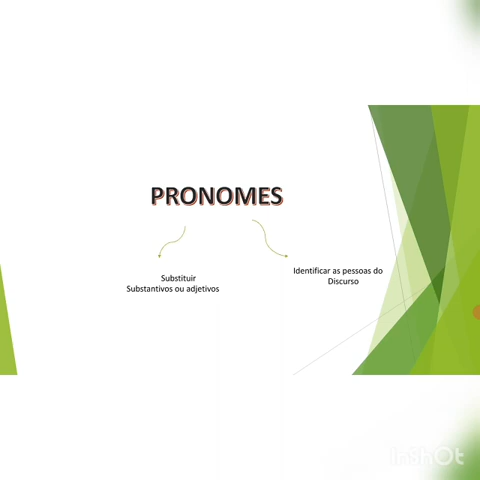 PRONOMES
Substituir
Substantivos ou adjetivos
Identificar as pessoas do
Discurso
InShOt